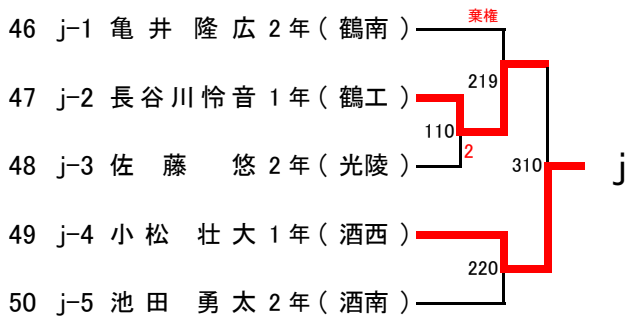 46 j-1 亀井 隆広 2年(鶴南)
棄権
219
47 j-2 長谷川怜音 1年(鶴工)
110
2
48 j-3 佐藤 悠 2年(光陵)
310
j
49 j-4 小松 壮大 1年(酒西)
220
50 j-5 池田 勇太 2年(酒南)